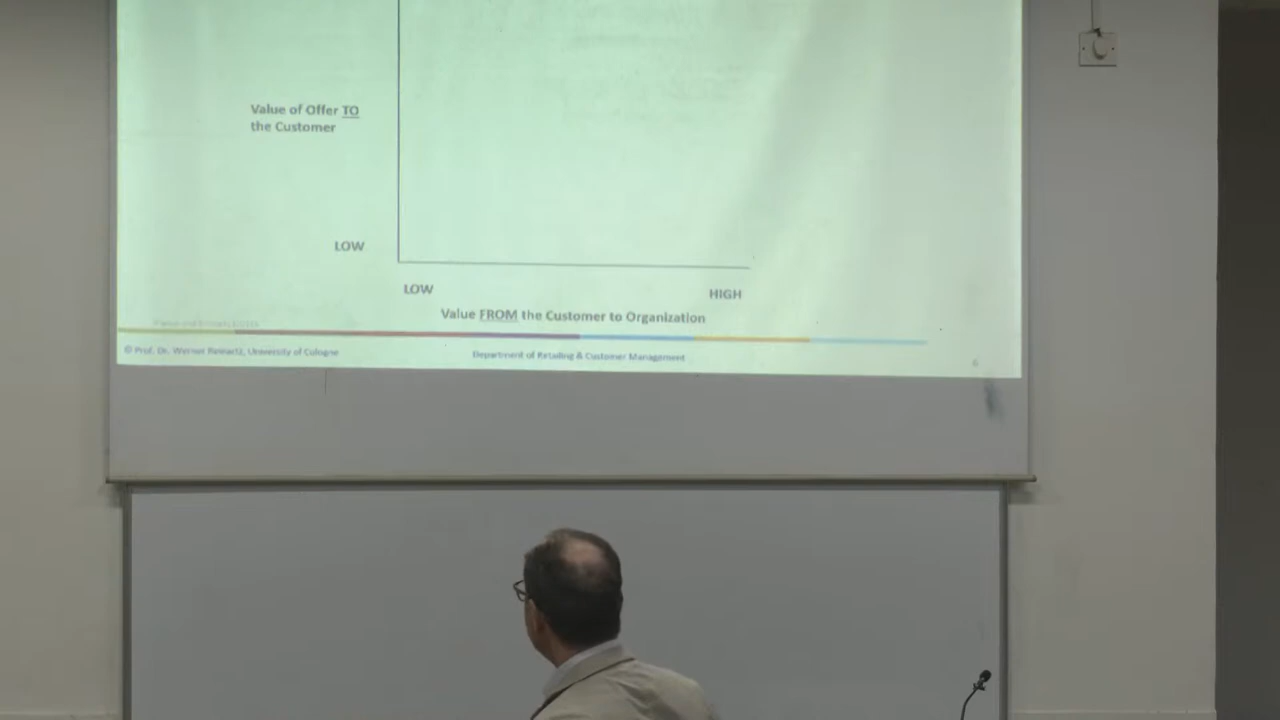 Value of Offer TO
the Customer
LOW
LOW
HIGH
Value FROM the Customer to Organization
© Prof. Dr. Werner Reinartz, University of Cologne
Department of Retailing & Customer Management
6